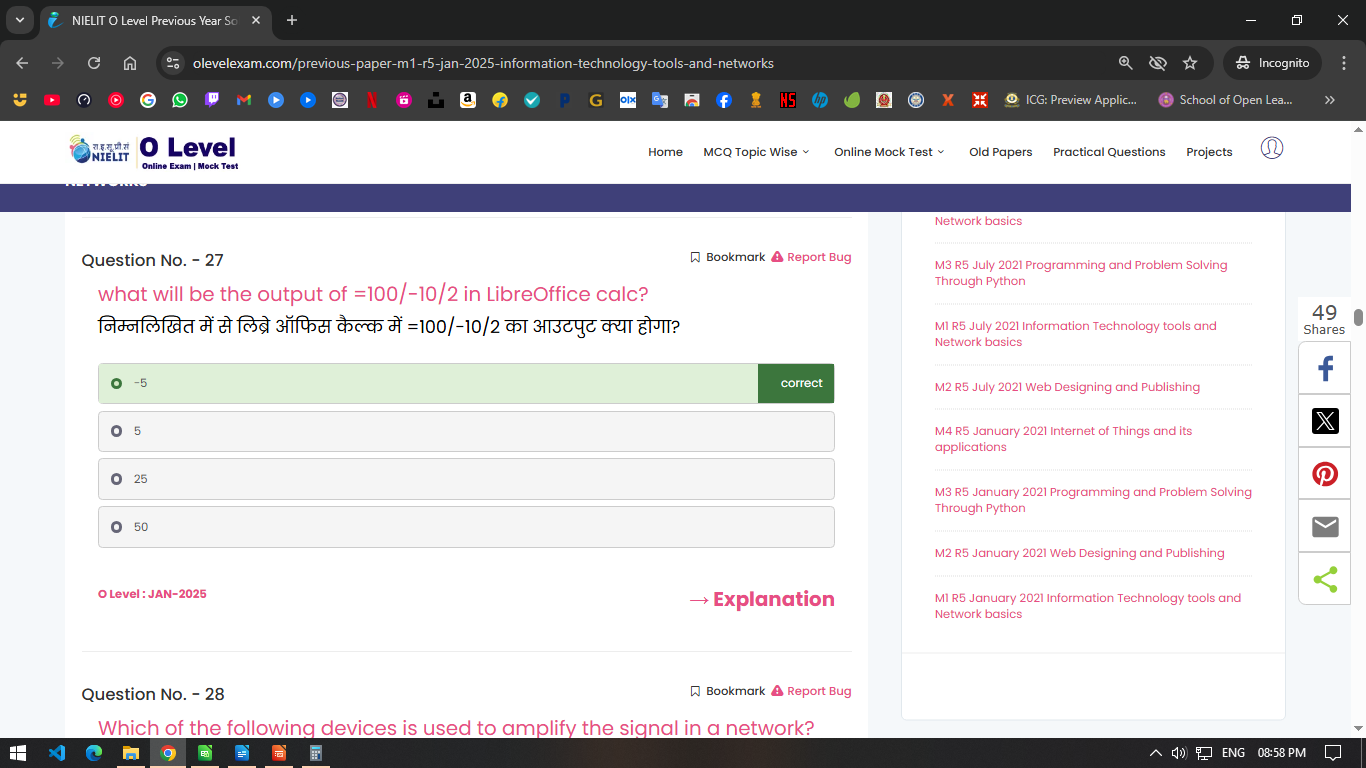 NIELIT O Level Previous Year So
olevelexam.com/previous-paper-m1-r5-jan-2025-information-technology-tools-and-networks
Incognito
ICG: Preview Applic...
School of Open Lea...
NIELIT
O Level
Online Exam | Mock Test
Home
MCQ Topic Wise
Online Mock Test
Old Papers
Practical Questions
Projects
NETWORKS
Question No. - 27
Bookmark
Report Bug
what will be the output of =100/-10/2 in LibreOffice calc?
निम्नलिखित में से लिब्रे ऑफिस कैल्क में =100/-10/2 का आउटपुट क्या होगा?
-5
correct
5
25
50
O Level : JAN-2025
→ Explanation
Question No. - 28
Bookmark
Report Bug
Which of the following devices is used to amplify the signal in a network?
Network basics
M3 R5 July 2021 Programming and Problem Solving
Through Python
M1 R5 July 2021 Information Technology tools and
Network basics
M2 R5 July 2021 Web Designing and Publishing
M4 R5 January 2021 Internet of Things and its
applications
M3 R5 January 2021 Programming and Problem Solving
Through Python
M2 R5 January 2021 Web Designing and Publishing
M1 R5 January 2021 Information Technology tools and
Network basics
49
Shares
ENG
08:58 PM